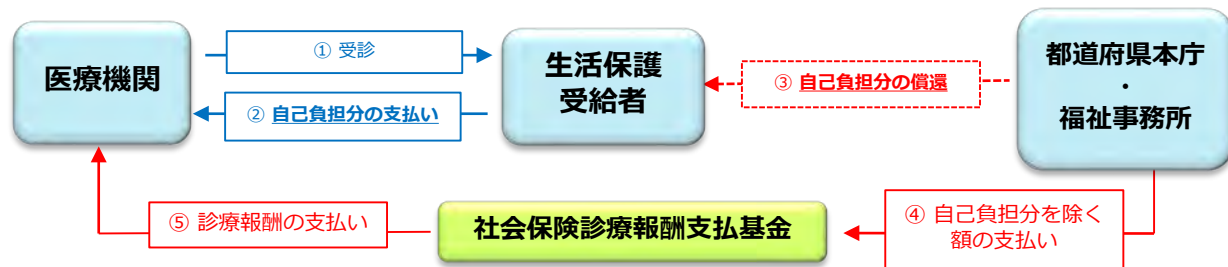 医療機関
① 受診
② 自己負担分の支払い
生活保護
受給者
③ 自己負担分の償還
都道府県本庁
・
福祉事務所
⑤ 診療報酬の支払い
社会保険診療報酬支払基金
④ 自己負担分を除く
額の支払い